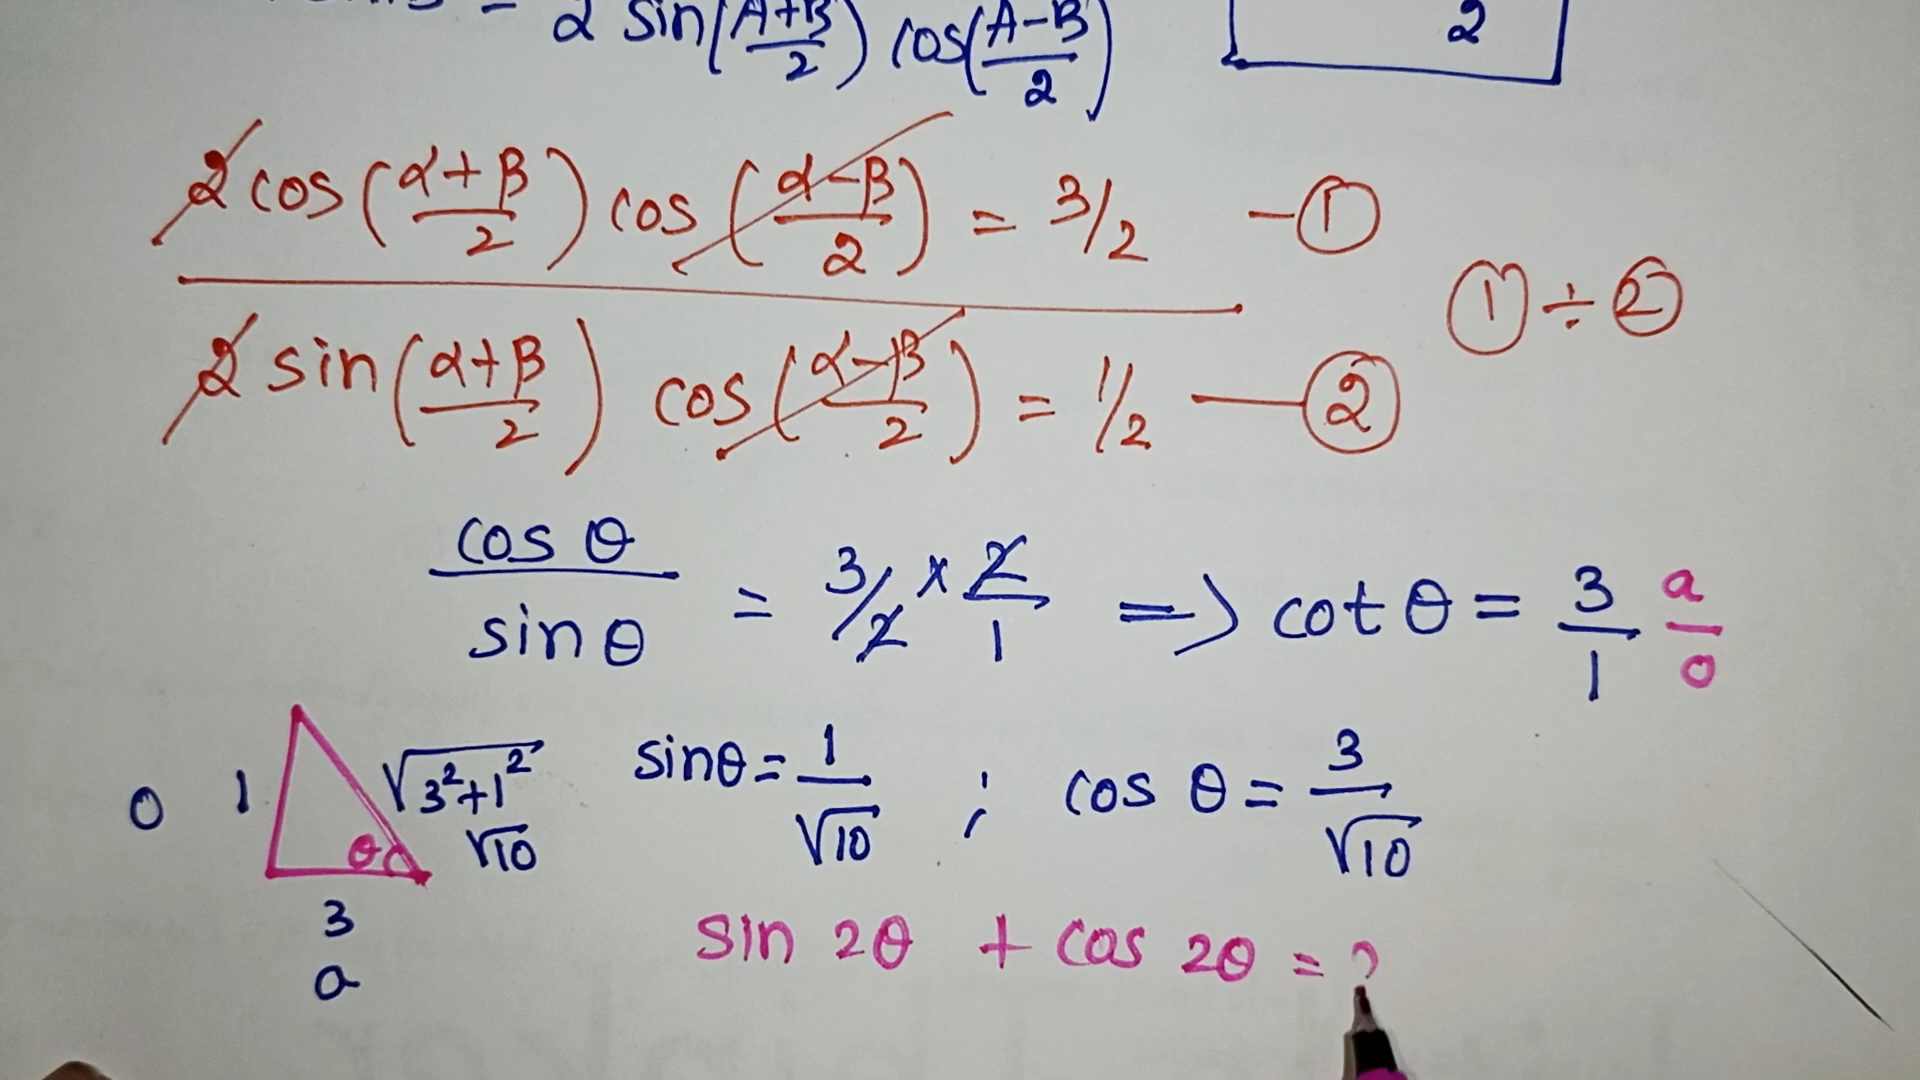 = 2 sin(A+B/2) cos(A-B/2) 2
2 cos(α+β/2) cos(α-β/2) = 3/2 -①
① ÷ ②
2 sin(α+β/2) cos(α-β/2) = 1/2 —②
cos θ / sin θ = 3/2 × 2/1 => cot θ = 3/1 a/o
o 1 √3²+1² √10 θ sinθ = 1/√10 ; cos θ = 3/√10
3
a
sin 2θ + cos 2θ = ?